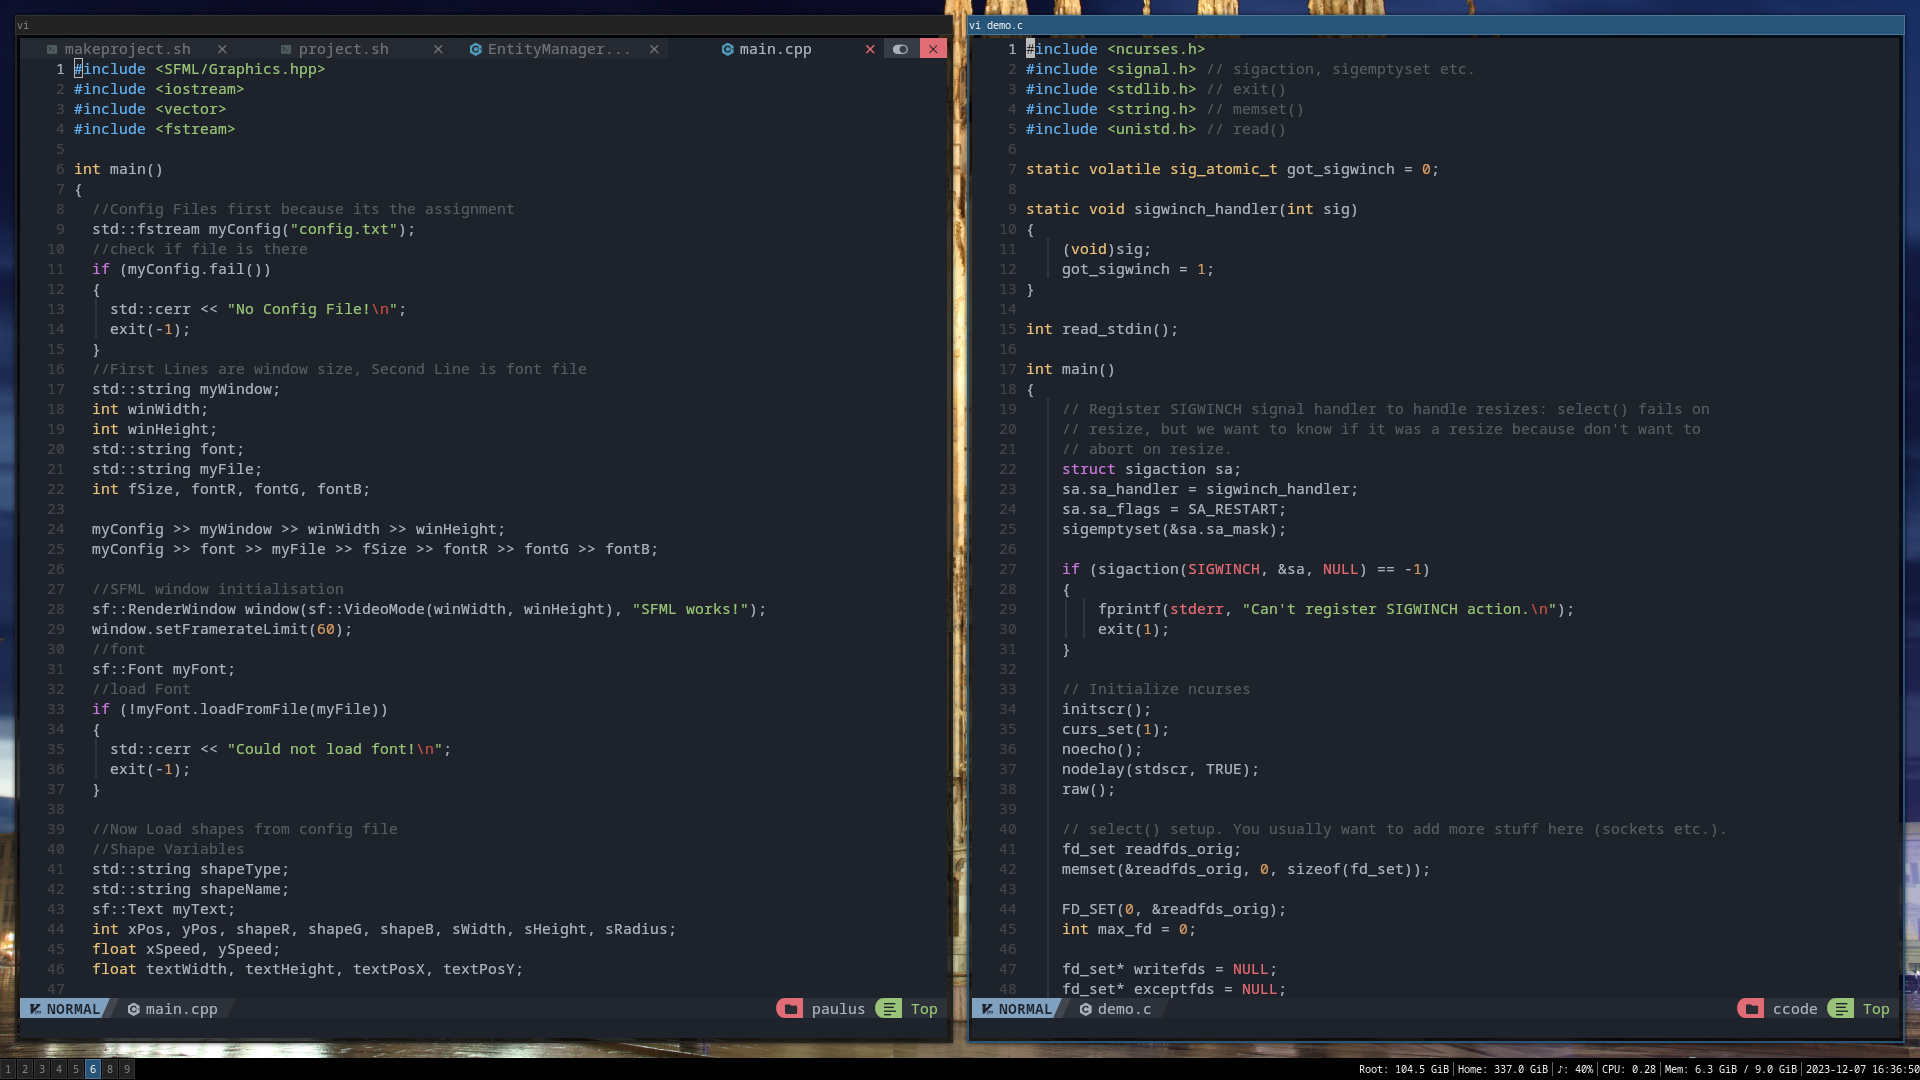 vi
makeproject.sh ✕ project.sh ✕ EntityManager... ✕ main.cpp ✕ ✕
1 #include <SFML/Graphics.hpp>
2 #include <iostream>
3 #include <vector>
4 #include <fstream>
5
6 int main()
7 {
8 //Config Files first because its the assignment
9 std::fstream myConfig("config.txt");
10 //check if file is there
11 if (myConfig.fail())
12 {
13 std::cerr << "No Config File!\n";
14 exit(-1);
15 }
16 //First Lines are window size, Second Line is font file
17 std::string myWindow;
18 int winWidth;
19 int winHeight;
20 std::string font;
21 std::string myFile;
22 int fSize, fontR, fontG, fontB;
23
24 myConfig >> myWindow >> winWidth >> winHeight;
25 myConfig >> font >> myFile >> fSize >> fontR >> fontG >> fontB;
26
27 //SFML window initialisation
28 sf::RenderWindow window(sf::VideoMode(winWidth, winHeight), "SFML works!");
29 window.setFramerateLimit(60);
30 //font
31 sf::Font myFont;
32 //load Font
33 if (!myFont.loadFromFile(myFile))
34 {
35 std::cerr << "Could not load font!\n";
36 exit(-1);
37 }
38
39 //Now Load shapes from config file
40 //Shape Variables
41 std::string shapeType;
42 std::string shapeName;
43 sf::Text myText;
44 int xPos, yPos, shapeR, shapeG, shapeB, sWidth, sHeight, sRadius;
45 float xSpeed, ySpeed;
46 float textWidth, textHeight, textPosX, textPosY;
47
NORMAL main.cpp paulus Top
vi demo.c
1 #include <ncurses.h>
2 #include <signal.h> // sigaction, sigemptyset etc.
3 #include <stdlib.h> // exit()
4 #include <string.h> // memset()
5 #include <unistd.h> // read()
6
7 static volatile sig_atomic_t got_sigwinch = 0;
8
9 static void sigwinch_handler(int sig)
10 {
11 (void)sig;
12 got_sigwinch = 1;
13 }
14
15 int read_stdin();
16
17 int main()
18 {
19 // Register SIGWINCH signal handler to handle resizes: select() fails on
20 // resize, but we want to know if it was a resize because don't want to
21 // abort on resize.
22 struct sigaction sa;
23 sa.sa_handler = sigwinch_handler;
24 sa.sa_flags = SA_RESTART;
25 sigemptyset(&sa.sa_mask);
26
27 if (sigaction(SIGWINCH, &sa, NULL) == -1)
28 {
29 fprintf(stderr, "Can't register SIGWINCH action.\n");
30 exit(1);
31 }
32
33 // Initialize ncurses
34 initscr();
35 curs_set(1);
36 noecho();
37 nodelay(stdscr, TRUE);
38 raw();
39
40 // select() setup. You usually want to add more stuff here (sockets etc.).
41 fd_set readfds_orig;
42 memset(&readfds_orig, 0, sizeof(fd_set));
43
44 FD_SET(0, &readfds_orig);
45 int max_fd = 0;
46
47 fd_set* writefds = NULL;
48 fd_set* exceptfds = NULL;
NORMAL demo.c ccode Top
1 2 3 4 5 6 8 9
Root: 104.5 GiB|Home: 337.0 GiB|♪: 40%|CPU: 0.28|Mem: 6.3 GiB / 9.0 GiB|2023-12-07 16:36:50